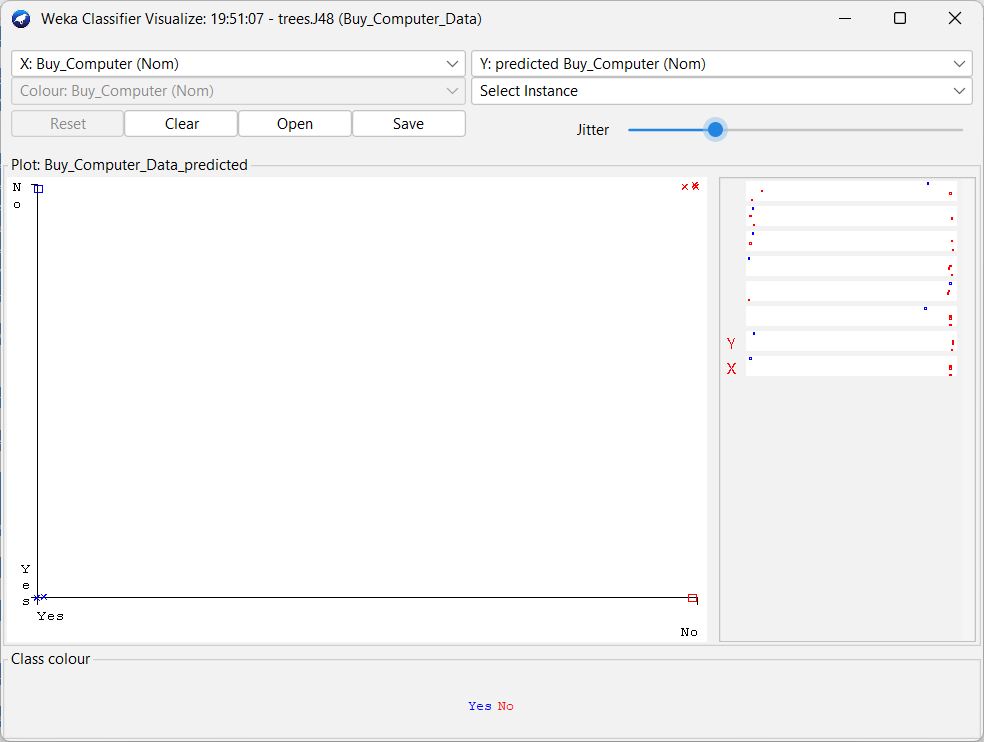 Weka Classifier Visualize: 19:51:07 - trees.J48 (Buy_Computer_Data)
X: Buy_Computer (Nom)
Y: predicted Buy_Computer (Nom)
Colour: Buy_Computer (Nom)
Select Instance
Reset
Clear
Open
Save
Jitter
Plot: Buy_Computer_Data_predicted
No
Yes
Yes
No
Y
X
Class colour
Yes No